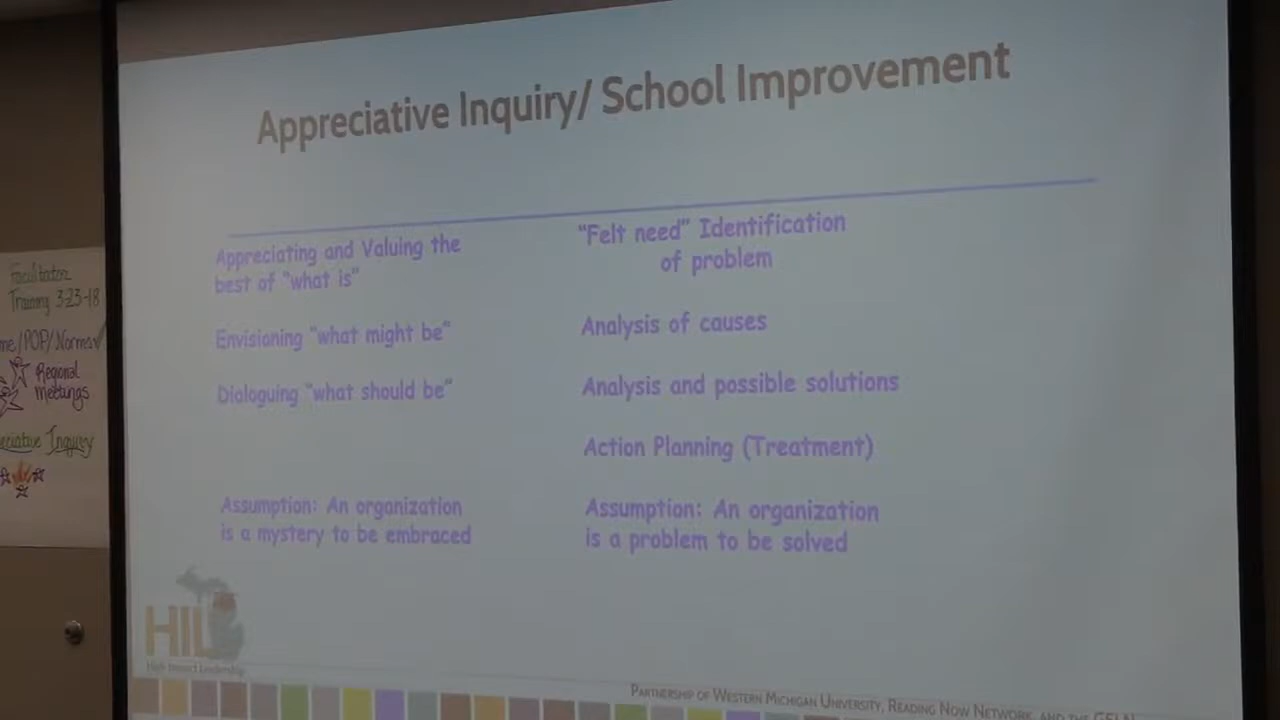 Appreciative Inquiry/ School Improvement
Appreciating and Valuing the
best of "what is"
Envisioning "what might be"
Dialoguing "what should be"
Assumption: An organization
is a mystery to be embraced
"Felt need" Identification
of problem
Analysis of causes
Analysis and possible solutions
Action Planning (Treatment)
Assumption: An organization
is a problem to be solved
High Impact Leadership
PARTNERSHIP OF WESTERN MICHIGAN UNIVERSITY, READING NOW NETWORK, AND THE GELN
Facilitator
Training 3-23-18
me/POP/Norms
Regional
Meetings
eciative Inquiry